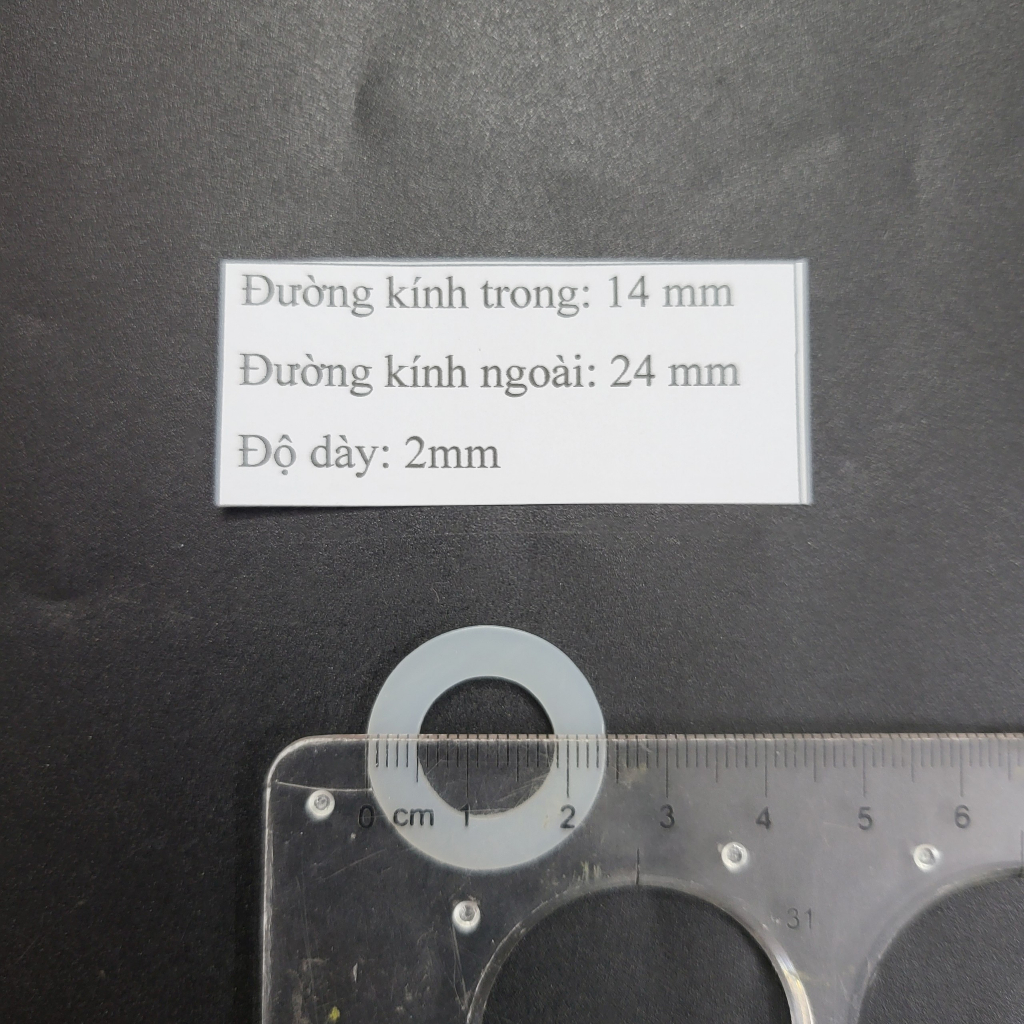 Đường kính trong: 14 mm
Đường kính ngoài: 24 mm
Độ dày: 2mm
0 cm 1 2 3 4 5 6
31